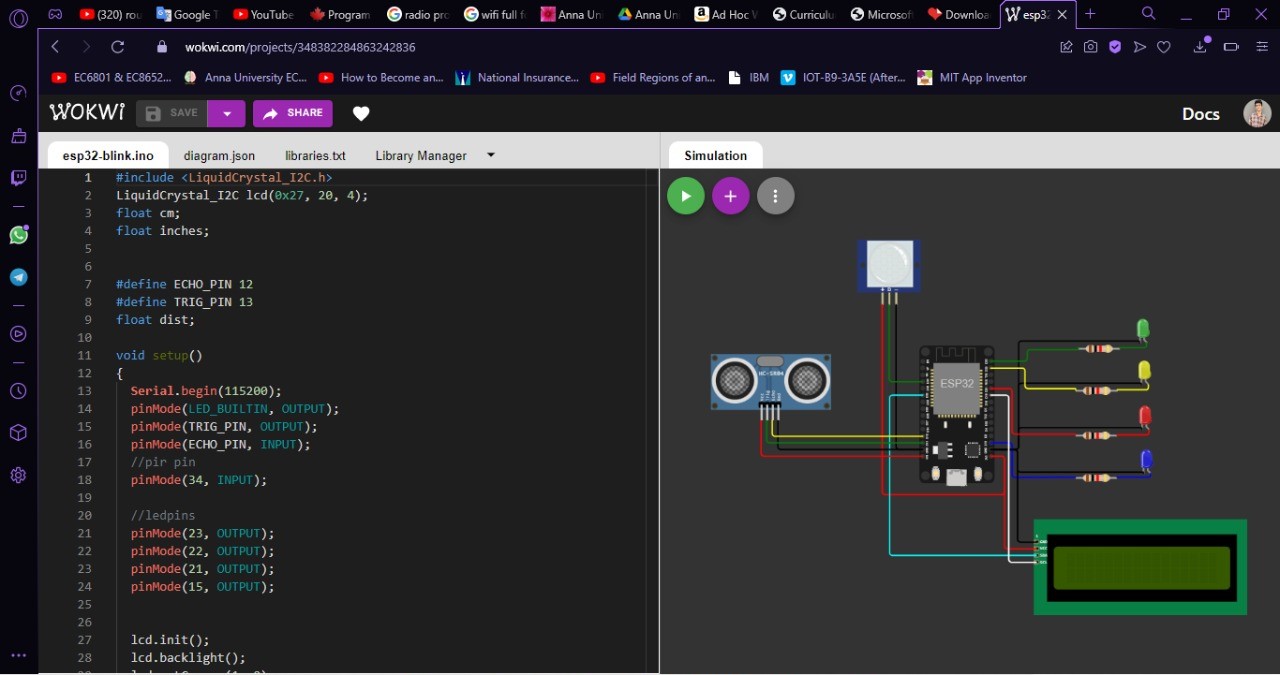 (320) rou
Google T
YouTube
Program
radio pro
wifi full f
Anna Un
Anna Un
Ad Hoc W
Curriculu
Microsof
Downloa
esp32
wokwi.com/projects/348382284863242836
EC6801 & EC8652...
Anna University EC...
How to Become an...
National Insurance...
Field Regions of an...
IBM
IOT-B9-3A5E (After...
MIT App Inventor
WOKWI
SAVE
SHARE
Docs
esp32-blink.ino
diagram.json
libraries.txt
Library Manager
Simulation
1 #include <LiquidCrystal_I2C.h>
2 LiquidCrystal_I2C lcd(0x27, 20, 4);
3 float cm;
4 float inches;
5
6
7 #define ECHO_PIN 12
8 #define TRIG_PIN 13
9 float dist;
10
11 void setup()
12 {
13 Serial.begin(115200);
14 pinMode(LED_BUILTIN, OUTPUT);
15 pinMode(TRIG_PIN, OUTPUT);
16 pinMode(ECHO_PIN, INPUT);
17 //pir pin
18 pinMode(34, INPUT);
19
20 //ledpins
21 pinMode(23, OUTPUT);
22 pinMode(22, OUTPUT);
23 pinMode(21, OUTPUT);
24 pinMode(15, OUTPUT);
25
26
27 lcd.init();
28 lcd.backlight();
HC-SR04
ESP32